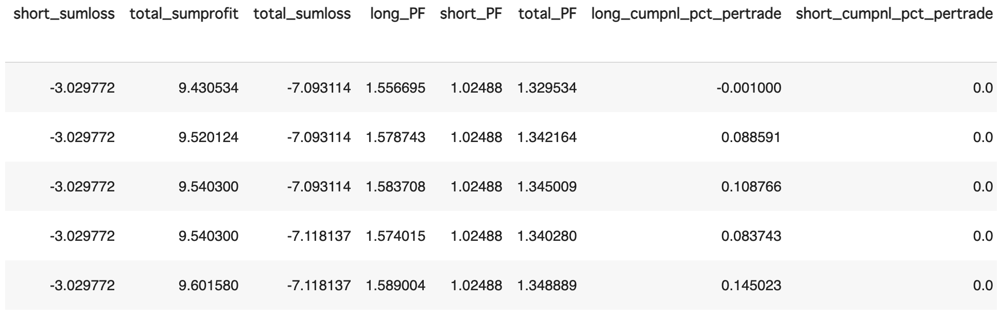 short_sumloss total_sumprofit total_sumloss long_PF short_PF total_PF long_cumpnl_pct_pertrade short_cumpnl_pct_pertrade
-3.029772 9.430534 -7.093114 1.556695 1.02488 1.329534 -0.001000 0.0
-3.029772 9.520124 -7.093114 1.578743 1.02488 1.342164 0.088591 0.0
-3.029772 9.540300 -7.093114 1.583708 1.02488 1.345009 0.108766 0.0
-3.029772 9.540300 -7.118137 1.574015 1.02488 1.340280 0.083743 0.0
-3.029772 9.601580 -7.118137 1.589004 1.02488 1.348889 0.145023 0.0